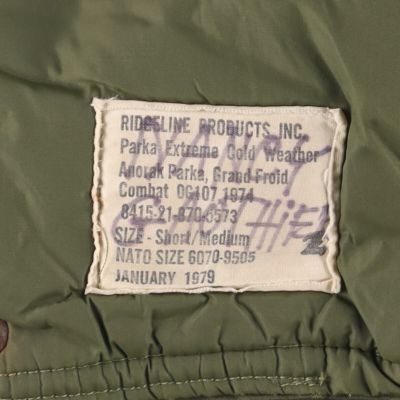 RIDGELINE PRODUCTS, INC.
Parka Extreme Cold Weather
Anorak Parka, Grand Froid
Combat OG107 1974
8415-21-870-3573
SIZE - Short/Medium
NATO SIZE 6070-9505
JANUARY 1979